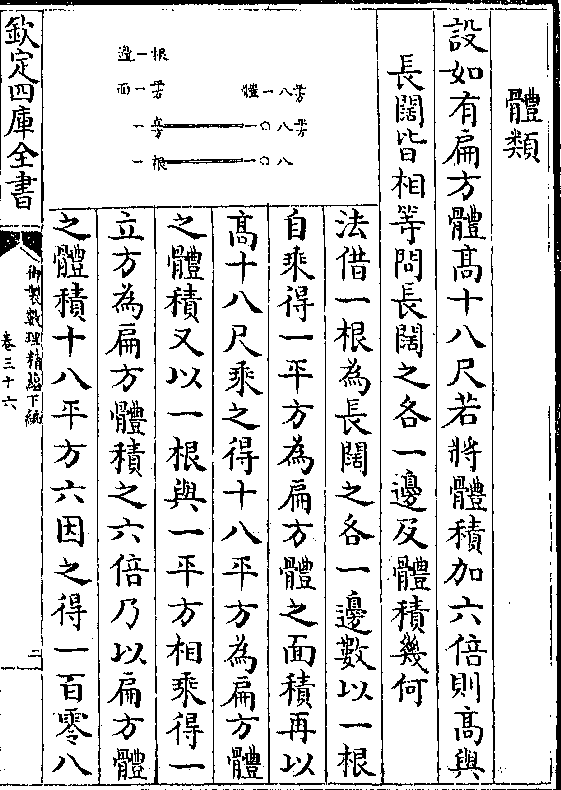 體類
設如有扁方體高十八尺若將體積加六倍則高與
長闊皆相等問長闊之各一邊及體積幾何
法借一根為長闊之各一邊數以一根
自乘得一平方為扁方體之面積再以
高十八尺乘之得十八平方為扁方體
之體積又以一根與一平方相乘得一
立方為扁方體積之六倍乃以扁方體
之體積十八平方六因之得一百零八
邊一根
面一
體一八
一
一〇八
一根
一〇八
欽定四庫全書
御製數理精蘊下編
卷三十六
二